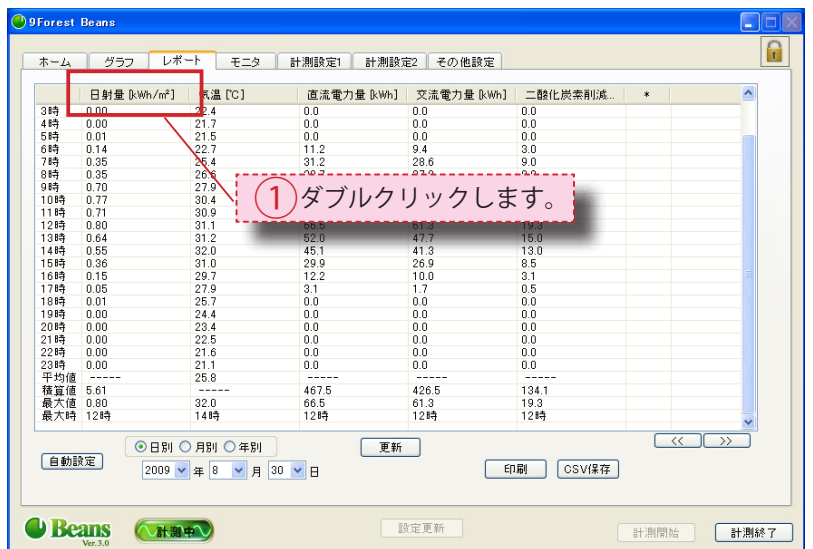 9Forest Beans
ホーム グラフ レポート モニタ 計測設定1 計測設定2 その他設定
日射量 [kWh/m²] 気温 [℃] 直流電力量 [kWh] 交流電力量 [kWh] 二酸化炭素削減... *
3時 0.00 22.4 0.0 0.0 0.0
4時 0.00 21.7 0.0 0.0 0.0
5時 0.01 21.5 0.0 0.0 0.0
6時 0.14 22.7 11.2 9.4 3.0
7時 0.35 25.4 31.2 28.6 9.0
8時 0.35 26.6
9時 0.70 27.9
10時 0.77 30.4
11時 0.71 30.9
①ダブルクリックします。
12時 0.80 31.1 66.5 61.3 19.3
13時 0.64 31.2 52.0 47.7 15.0
14時 0.55 32.0 45.1 41.3 13.0
15時 0.36 31.0 29.9 26.9 8.5
16時 0.15 29.7 12.2 10.0 3.1
17時 0.05 27.9 3.1 1.7 0.5
18時 0.01 25.7 0.0 0.0 0.0
19時 0.00 24.4 0.0 0.0 0.0
20時 0.00 23.4 0.0 0.0 0.0
21時 0.00 22.5 0.0 0.0 0.0
22時 0.00 21.6 0.0 0.0 0.0
23時 0.00 21.1 0.0 0.0 0.0
平均値 ----- 25.8 ----- ----- -----
積算値 5.61 ----- 467.5 426.5 134.1
最大値 0.80 32.0 66.5 61.3 19.3
最大時 12時 14時 12時 12時 12時
自動設定 日別 月別 年別 更新 << >>
2009 年 8 月 30 日 印刷 CSV保存
Beans Ver.3.0 計測中 設定更新 計測開始 計測終了